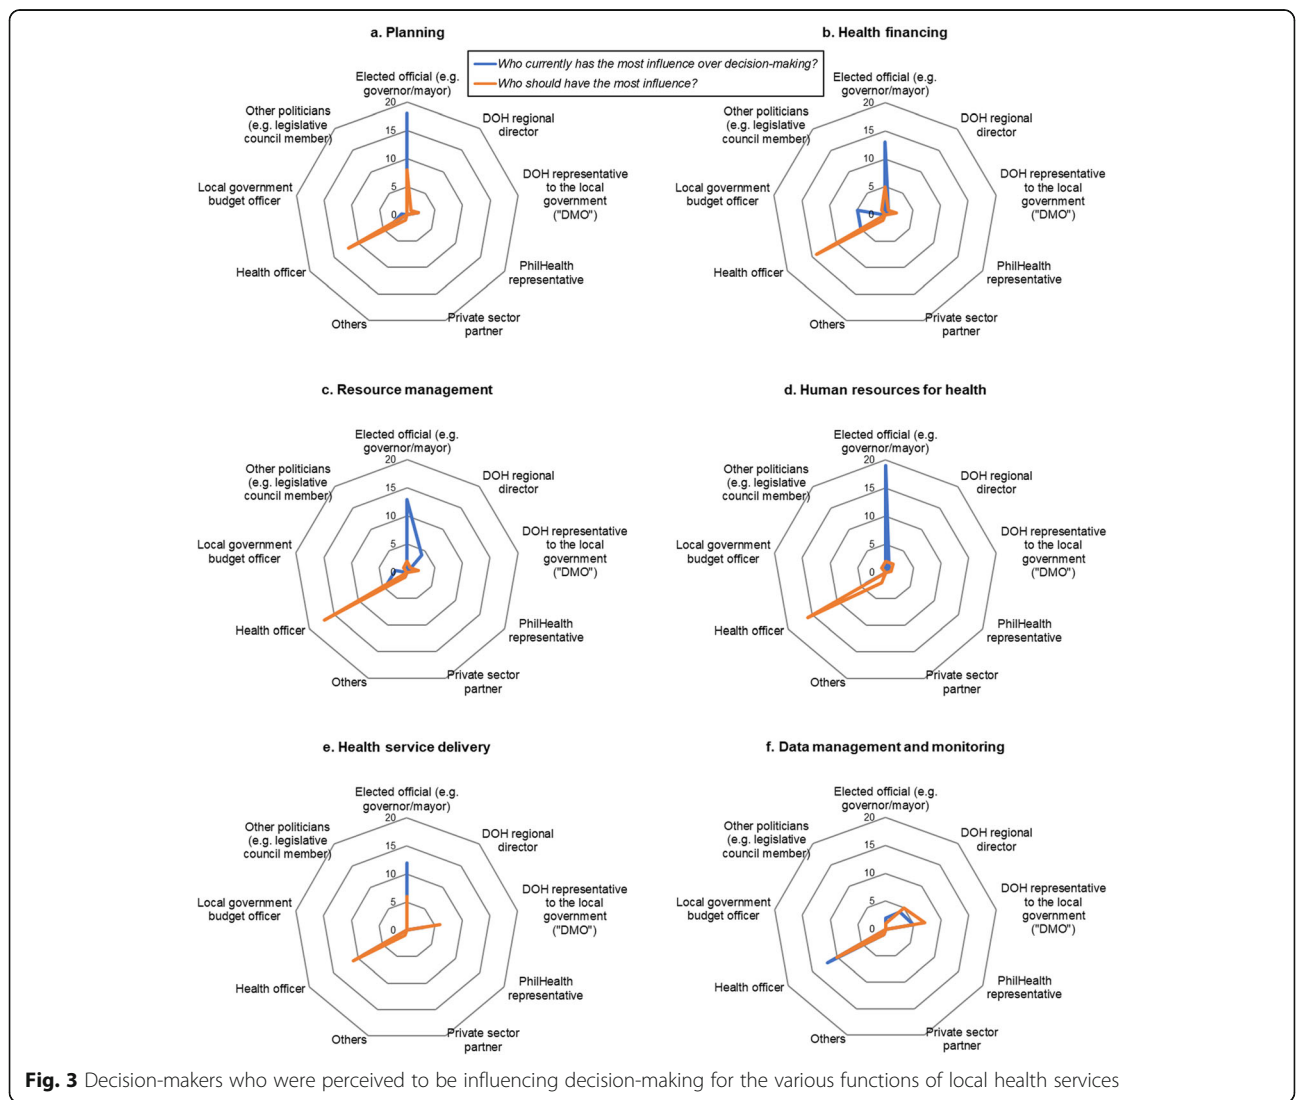 a. Planning
b. Health financing
Who currently has the most influence over decision-making?
Who should have the most influence?
Elected official (e.g.
governor/mayor)
DOH regional
director
DOH representative
to the local
government
("DMO")
PhilHealth
representative
Private sector
partner
Others
Health officer
Local government
budget officer
Other politicians
(e.g. legislative
council member)
20
15
10
5
0
Elected official (e.g.
governor/mayor)
DOH regional
director
DOH representative
to the local
government
("DMO")
PhilHealth
representative
Private sector
partner
Others
Health officer
Local government
budget officer
Other politicians
(e.g. legislative
council member)
20
15
10
5
0
c. Resource management
Elected official (e.g.
governor/mayor)
DOH regional
director
DOH representative
to the local
government
("DMO")
PhilHealth
representative
Private sector
partner
Others
Health officer
Local government
budget officer
Other politicians
(e.g. legislative
council member)
20
15
10
5
0
d. Human resources for health
Elected official (e.g.
governor/mayor)
DOH regional
director
DOH representative
to the local
government
("DMO")
PhilHealth
representative
Private sector
partner
Others
Health officer
Local government
budget officer
Other politicians
(e.g. legislative
council member)
20
15
10
5
0
e. Health service delivery
Elected official (e.g.
governor/mayor)
DOH regional
director
DOH representative
to the local
government
("DMO")
PhilHealth
representative
Private sector
partner
Others
Health officer
Local government
budget officer
Other politicians
(e.g. legislative
council member)
20
15
10
5
0
f. Data management and monitoring
Elected official (e.g.
governor/mayor)
DOH regional
director
DOH representative
to the local
government
("DMO")
PhilHealth
representative
Private sector
partner
Others
Health officer
Local government
budget officer
Other politicians
(e.g. legislative
council member)
20
15
10
5
0
Fig. 3 Decision-makers who were perceived to be influencing decision-making for the various functions of local health services